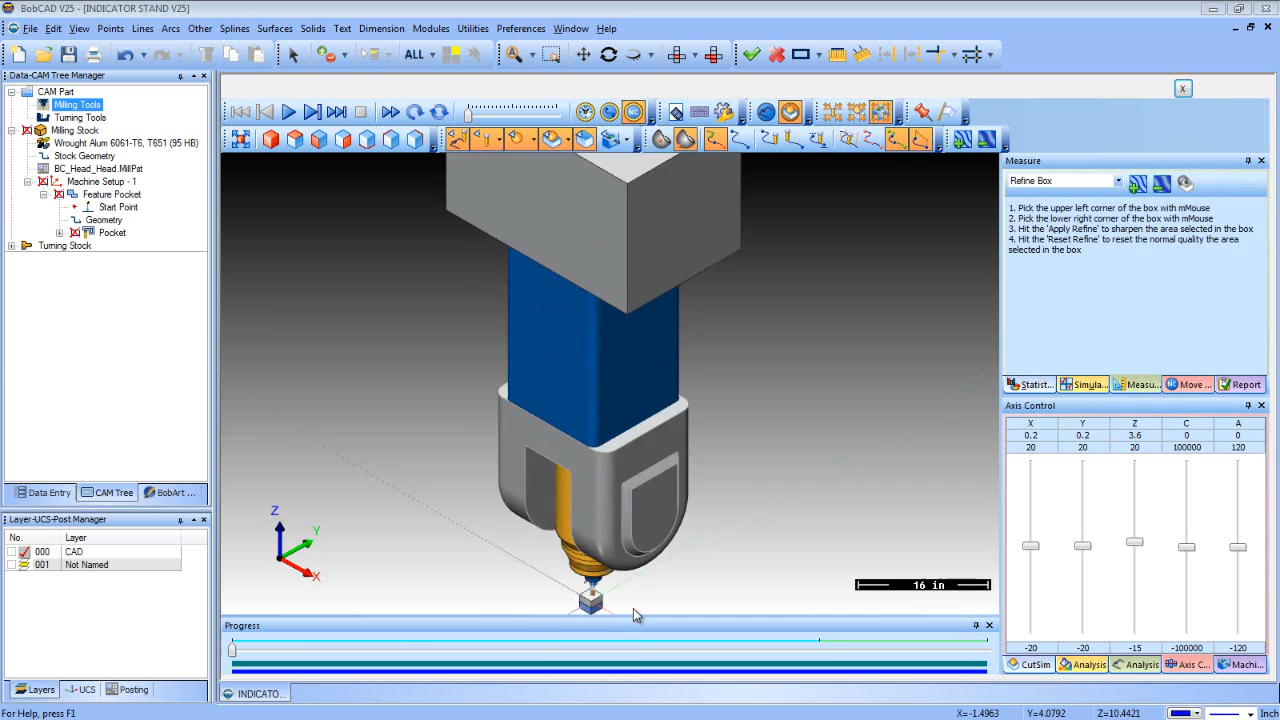 BobCAD V25 - [INDICATOR STAND V25]
File Edit View Points Lines Arcs Other Splines Surfaces Solids Text Dimension Modules Utilities Preferences Window Help
ALL
Data-CAM Tree Manager
CAM Part
Milling Tools
Turning Tools
Milling Stock
Wrought Alum 6061-T6, T651 (95 HB)
Stock Geometry
BC_Head_Head.MillPst
Machine Setup - 1
Feature Pocket
Start Point
Geometry
Pocket
Turning Stock
Data Entry CAM Tree BobArt ...
Layer-UCS-Post Manager
No. Layer
000 CAD
001 Not Named
Layers UCS Posting
NC
X
Z
Y
X
16 in
Progress
INDICATO...
Measure
Refine Box
1. Pick the upper left corner of the box with mMouse
2. Pick the lower right corner of the box with mMouse
3. Hit the 'Apply Refine' to sharpen the area selected in the box
4. Hit the 'Reset Refine' to reset the normal quality the area
selected in the box
Statist... Simula... Measu... NC Move ... Report
Axis Control
X Y Z C A
0.2 0.2 3.6 0 0
20 20 20 100000 120
-20 -20 -15 -100000 -120
CutSim Analysis Analysis Axis C... Machi...
For Help, press F1 X=-1.4963 Y=4.0792 Z=10.4421 Inch